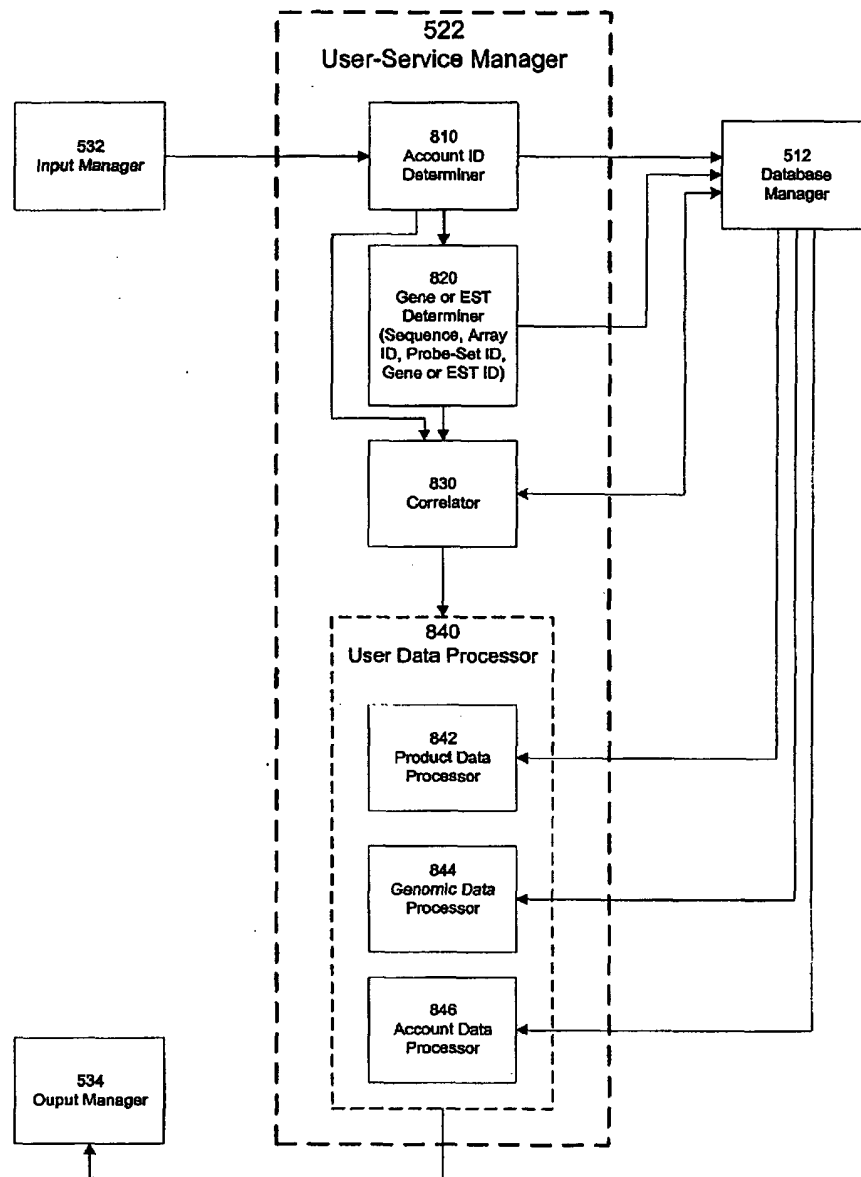 522
User-Service Manager
532
Input Manager
810
Account ID
Determiner
512
Database
Manager
820
Gene or EST
Determiner
(Sequence, Array
ID, Probe-Set ID,
Gene or EST ID)
830
Correlator
840
User Data Processor
842
Product Data
Processor
844
Genomic Data
Processor
846
Account Data
Processor
534
Ouput Manager